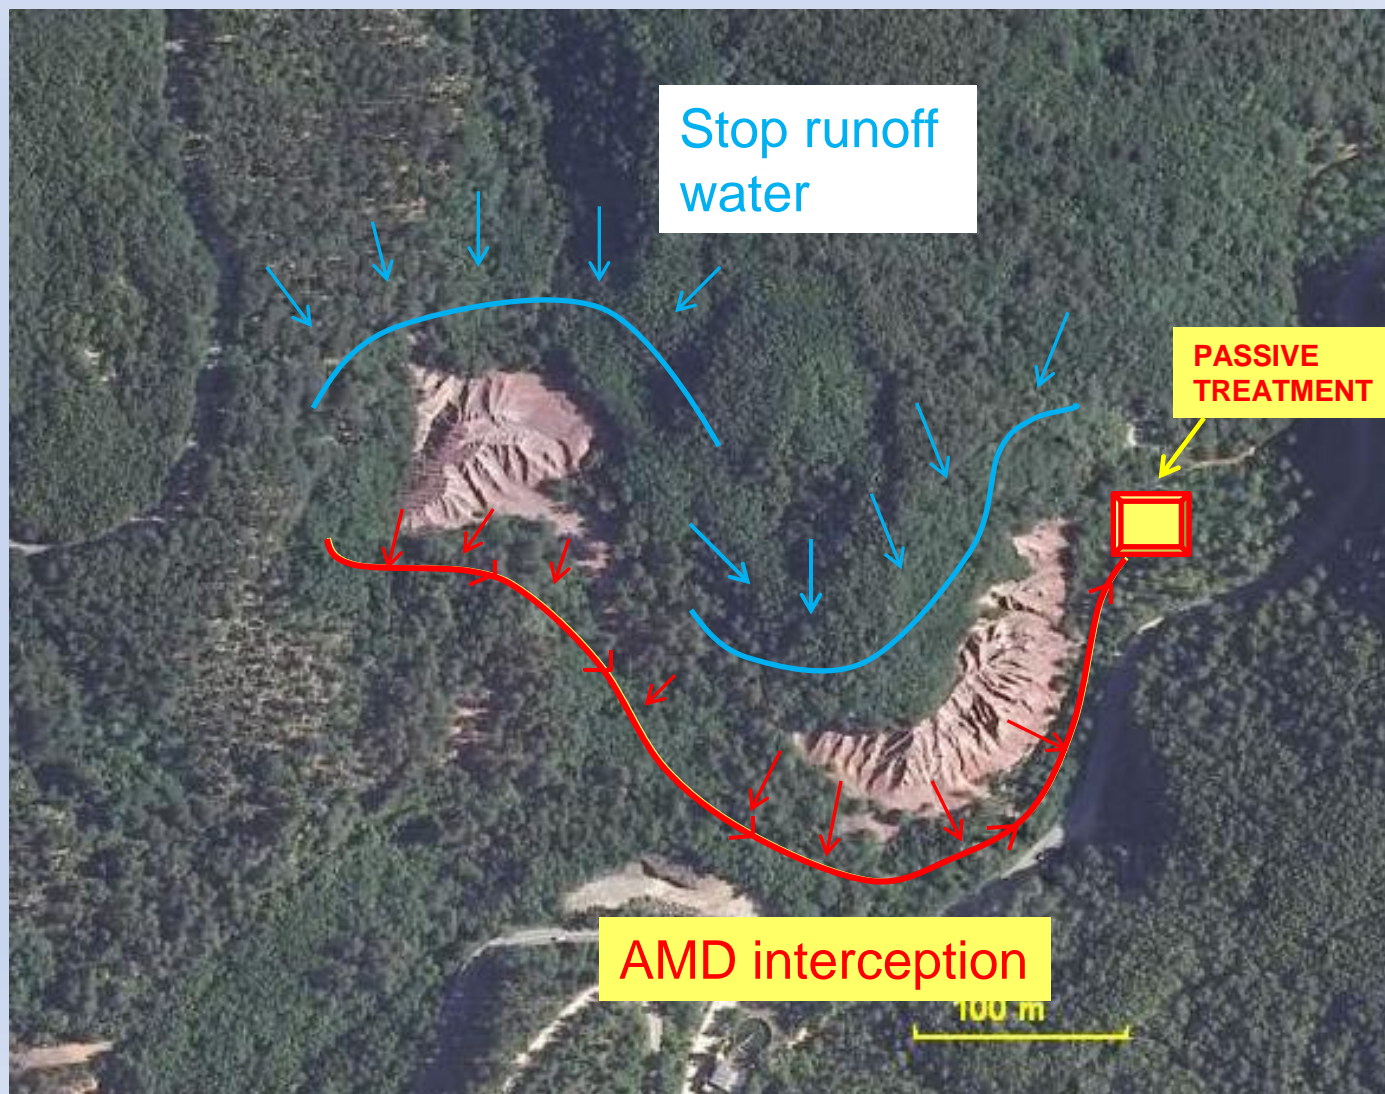 Stop runoff
water
PASSIVE
TREATMENT
AMD interception
100 m